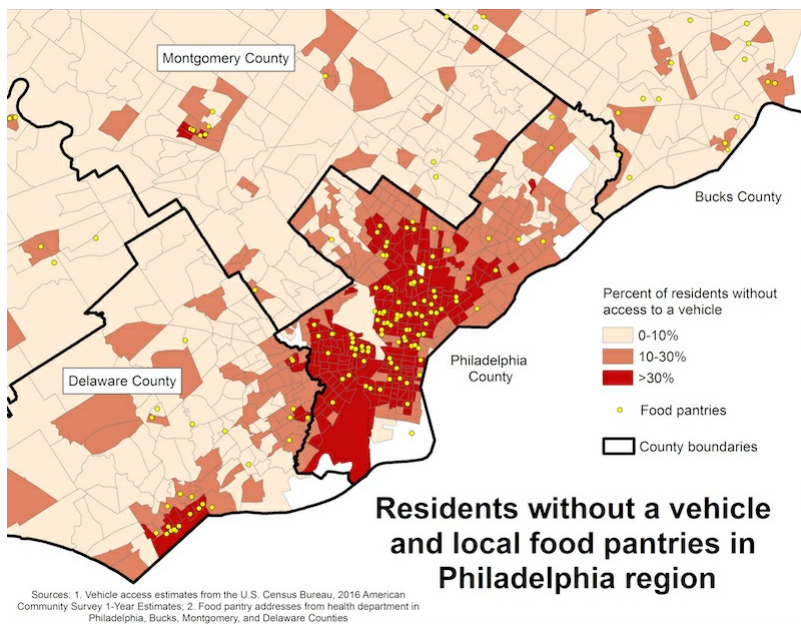 Montgomery County
Bucks County
Percent of residents without
access to a vehicle
0-10%
10-30%
>30%
Food pantries
County boundaries
Philadelphia
County
Delaware County
Residents without a vehicle
and local food pantries in
Philadelphia region
Sources: 1. Vehicle access estimates from the U.S. Census Bureau, 2016 American
Community Survey 1-Year Estimates; 2. Food pantry addresses from health department in
Philadelphia, Bucks, Montgomery, and Delaware Counties